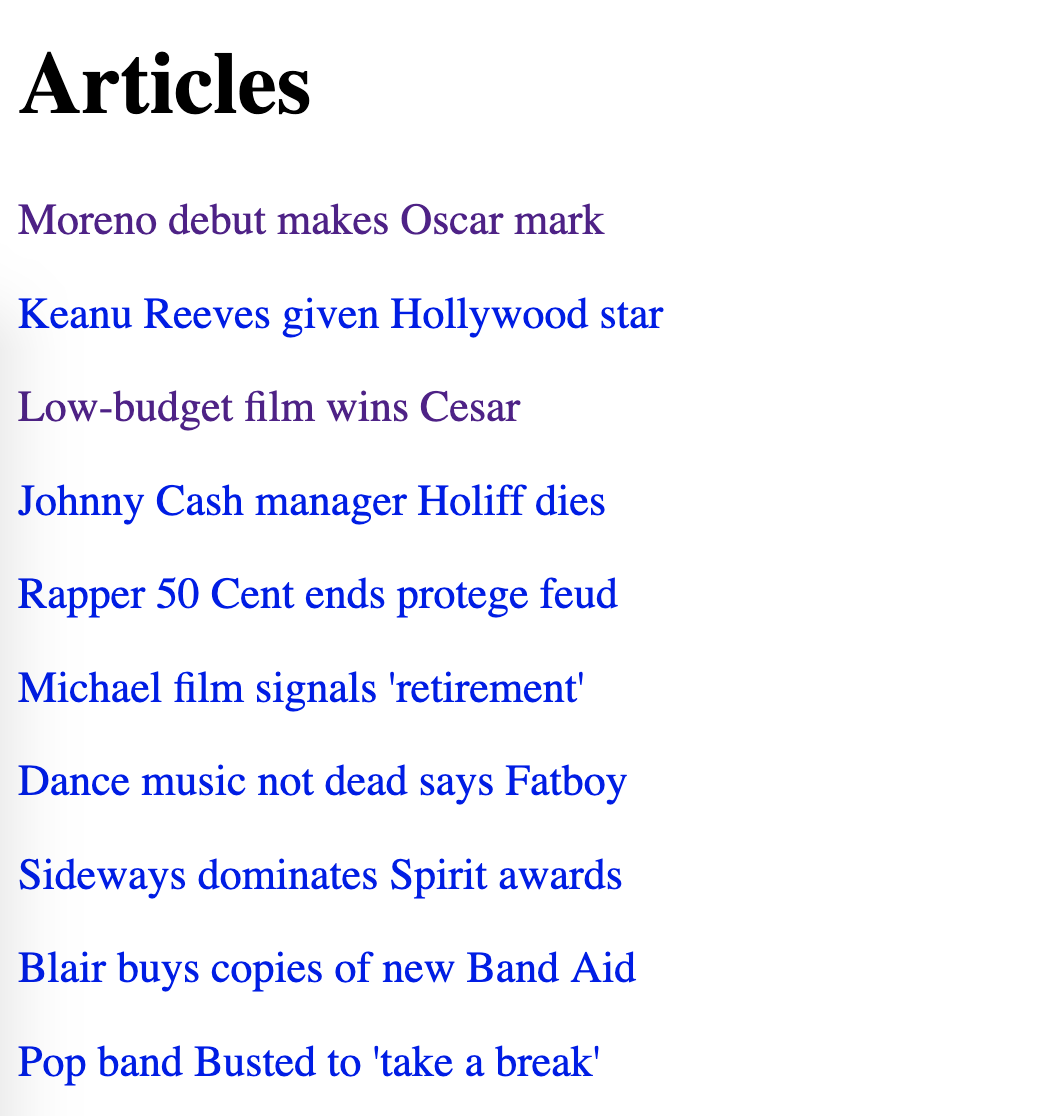 Articles
Moreno debut makes Oscar mark
Keanu Reeves given Hollywood star
Low-budget film wins Cesar
Johnny Cash manager Holiff dies
Rapper 50 Cent ends protege feud
Michael film signals 'retirement'
Dance music not dead says Fatboy
Sideways dominates Spirit awards
Blair buys copies of new Band Aid
Pop band Busted to 'take a break'